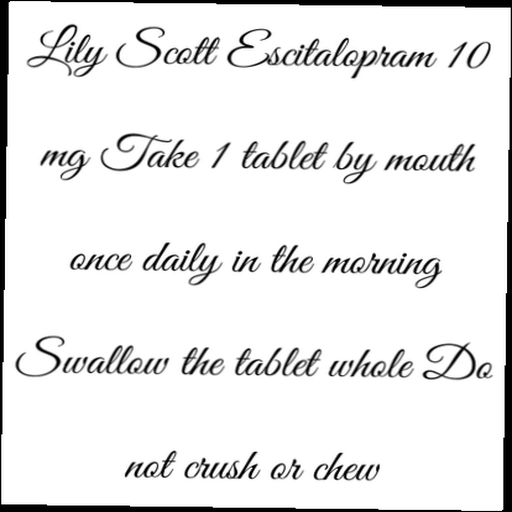 Lily Scott Escitalopram 10
mg Take 1 tablet by mouth
once daily in the morning
Swallow the tablet whole Do
not crush or chew